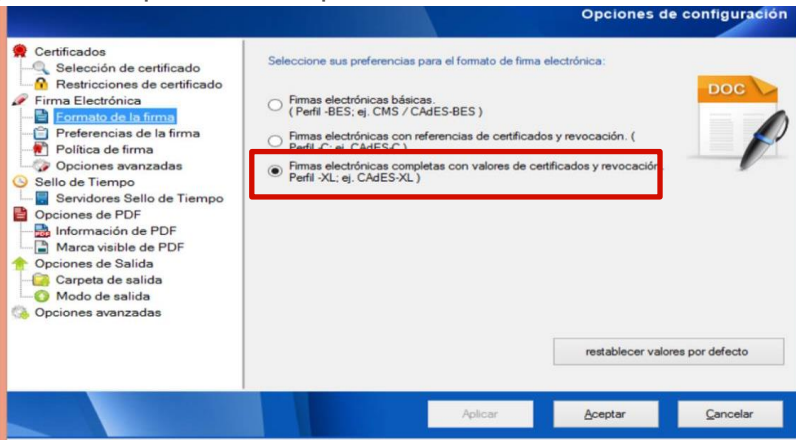 Opciones de configuración
Certificados
Selección de certificado
Restricciones de certificado
Firma Electrónica
Formato de la firma
Preferencias de la firma
Política de firma
Opciones avanzadas
Sello de Tiempo
Servidores Sello de Tiempo
Opciones de PDF
Información de PDF
Marca visible de PDF
Opciones de Salida
Carpeta de salida
Modo de salida
Opciones avanzadas
Seleccione sus preferencias para el formato de firma electrónica:
Firmas electrónicas básicas.
( Perfil -BES; ej. CMS / CAdES-BES )
Firmas electrónicas con referencias de certificados y revocación. (
Perfil -C; ej. CAdES-C )
Firmas electrónicas completas con valores de certificados y revocación
Perfil -XL; ej. CAdES-XL )
DOC
restablecer valores por defecto
Aplicar
Aceptar
Cancelar